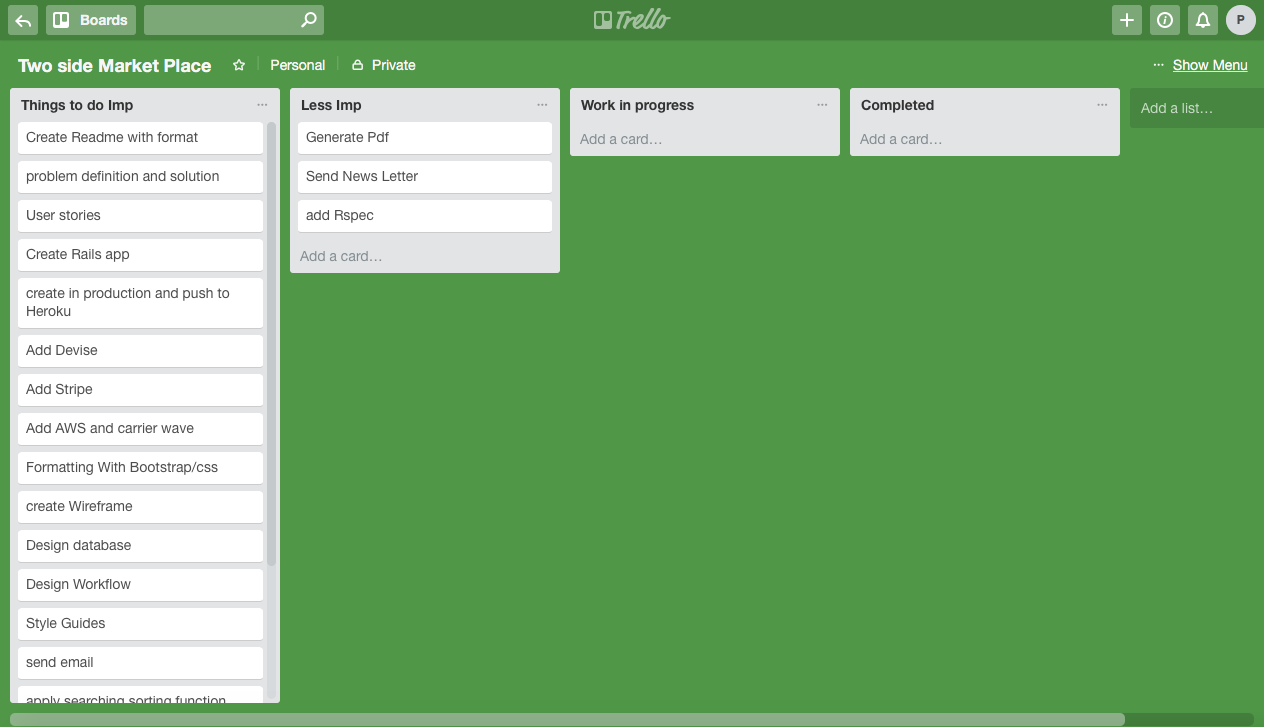 Boards
Trello
P
Two side Market Place
Personal
Private
... Show Menu
Things to do Imp ...
Create Readme with format
problem definition and solution
User stories
Create Rails app
create in production and push to
Heroku
Add Devise
Add Stripe
Add AWS and carrier wave
Formatting With Bootstrap/css
create Wireframe
Design database
Design Workflow
Style Guides
send email
apply searching sorting function
Less Imp ...
Generate Pdf
Send News Letter
add Rspec
Add a card...
Work in progress ...
Add a card...
Completed ...
Add a card...
Add a list...